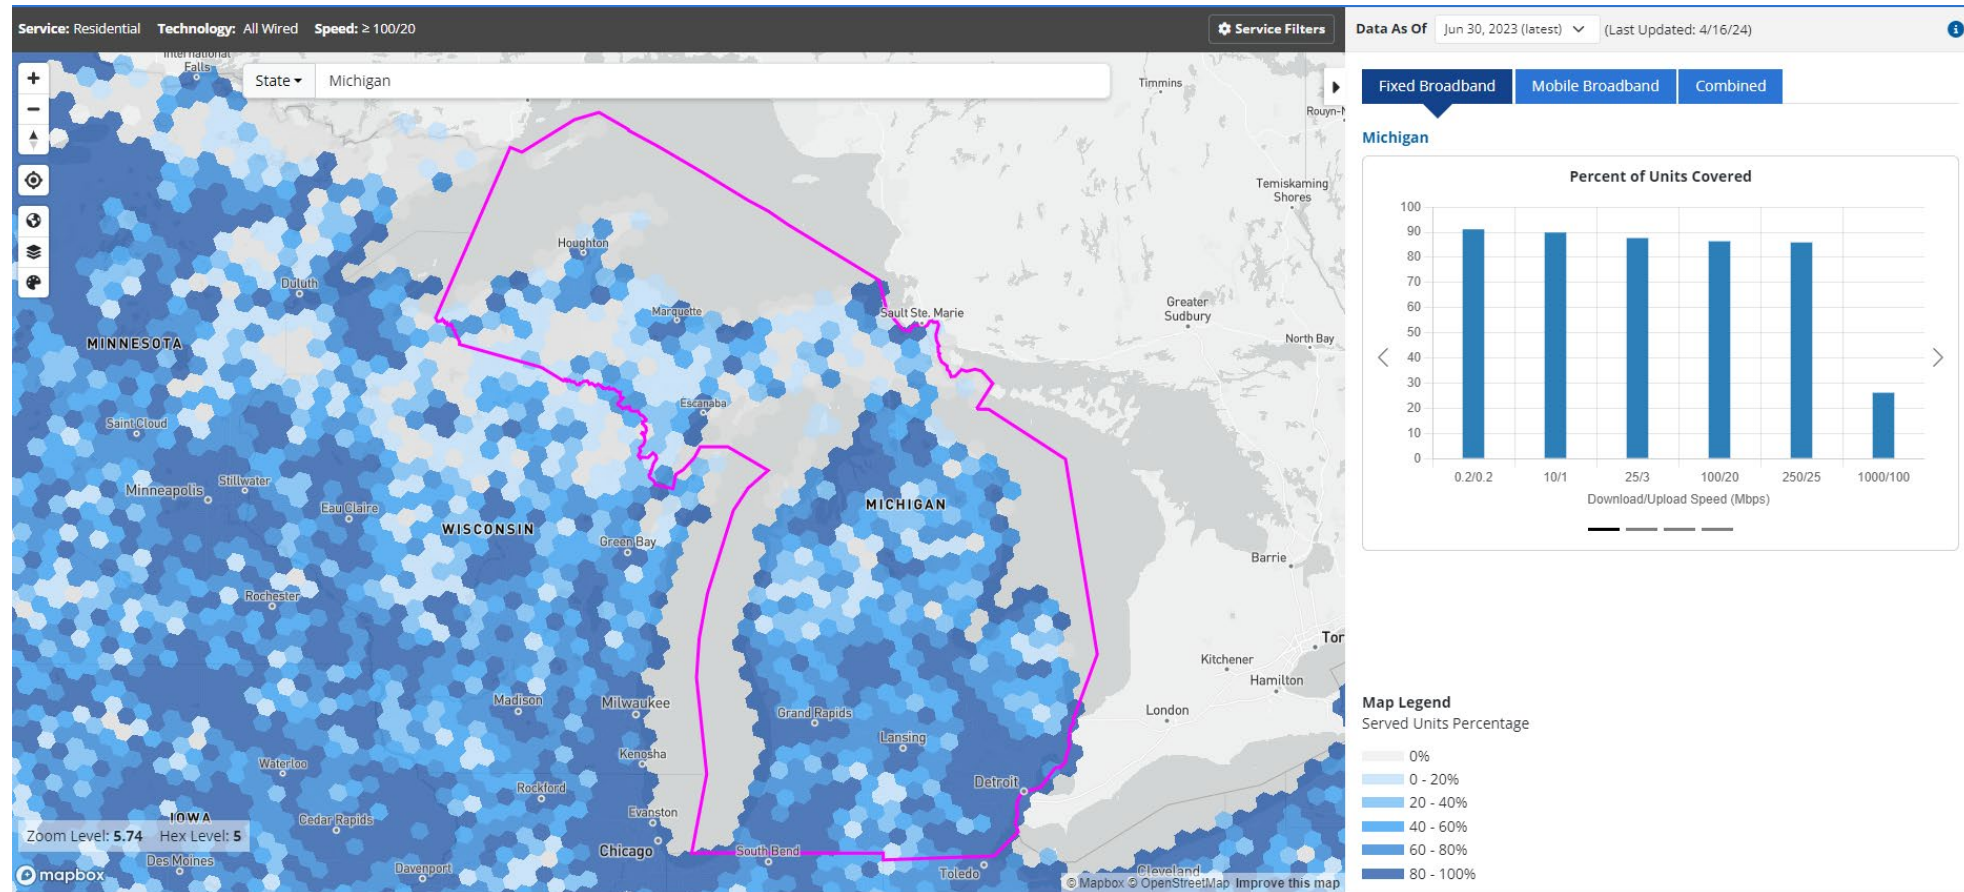 Service: Residential Technology: All Wired Speed: ≥ 100/20
Service Filters
Data As Of Jun 30, 2023 (latest) (Last Updated: 4/16/24)
State Michigan
Fixed Broadband Mobile Broadband Combined
Michigan
Percent of Units Covered
100
90
80
70
60
50
40
30
20
10
0
0.2/0.2 10/1 25/3 100/20 250/25 1000/100
Download/Upload Speed (Mbps)
Map Legend
Served Units Percentage
0%
0 - 20%
20 - 40%
40 - 60%
60 - 80%
80 - 100%
International
Falls
Timmins
Temiskaming
Shores
Houghton
Duluth
Marquette
Sault Ste. Marie
Greater
Sudbury
North Bay
MINNESOTA
Escanaba
Saint Cloud
Stillwater
Minneapolis
Eau Claire
WISCONSIN
MICHIGAN
Green Bay
Barrie
Rochester
Tor
Kitchener
Hamilton
Madison
Milwaukee
Grand Rapids
London
Lansing
Kenosha
Waterloo
Rockford
Detroit
Evanston
IOWA
Cedar Rapids
Zoom Level: 5.74 Hex Level: 5
Chicago
South Bend
Des Moines
Davenport
Toledo
Cleveland
mapbox
© Mapbox © OpenStreetMap Improve this map